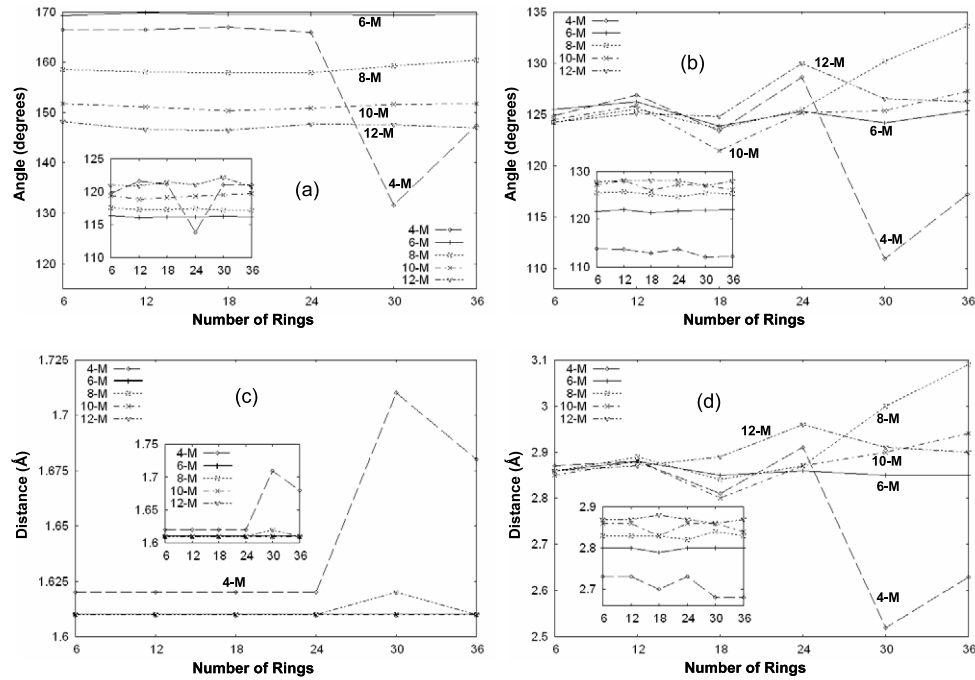 170
160
150
140
130
120
Angle (degrees)
6-M
8-M
10-M
12-M
4-M
(a)
125
120
115
110
6 12 18 24 30 36
4-M
6-M
8-M
10-M
12-M
6 12 18 24 30 36
Number of Rings
135
130
125
120
115
110
Angle (degrees)
4-M
6-M
8-M
10-M
12-M
(b)
12-M
6-M
10-M
4-M
130
120
110
6 12 18 24 30 36
6 12 18 24 30 36
Number of Rings
1.725
1.7
1.675
1.65
1.625
1.6
Distance (Å)
4-M
6-M
8-M
10-M
12-M
(c)
1.75
1.7
1.65
1.6
4-M
6-M
8-M
10-M
12-M
6 12 18 24 30 36
4-M
6 12 18 24 30 36
Number of Rings
3.1
3
2.9
2.8
2.7
2.6
2.5
Distance (Å)
4-M
6-M
8-M
10-M
12-M
(d)
12-M
8-M
10-M
6-M
4-M
2.9
2.8
2.7
6 12 18 24 30 36
6 12 18 24 30 36
Number of Rings